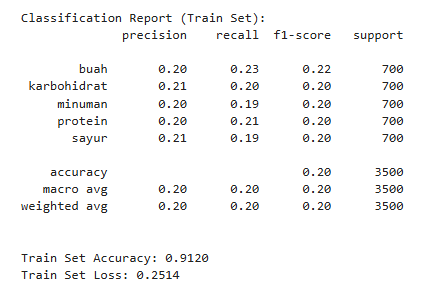 Classification Report (Train Set):
precision recall f1-score support
buah 0.20 0.23 0.22 700
karbohidrat 0.21 0.20 0.20 700
minuman 0.20 0.19 0.20 700
protein 0.20 0.21 0.20 700
sayur 0.21 0.19 0.20 700
accuracy 0.20 3500
macro avg 0.20 0.20 0.20 3500
weighted avg 0.20 0.20 0.20 3500
Train Set Accuracy: 0.9120
Train Set Loss: 0.2514